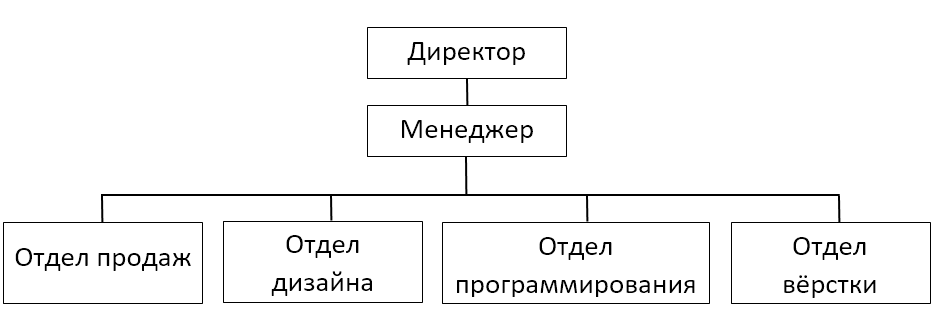 Директор
Менеджер
Отдел продаж
Отдел
дизайна
Отдел
программирования
Отдел
вёрстки